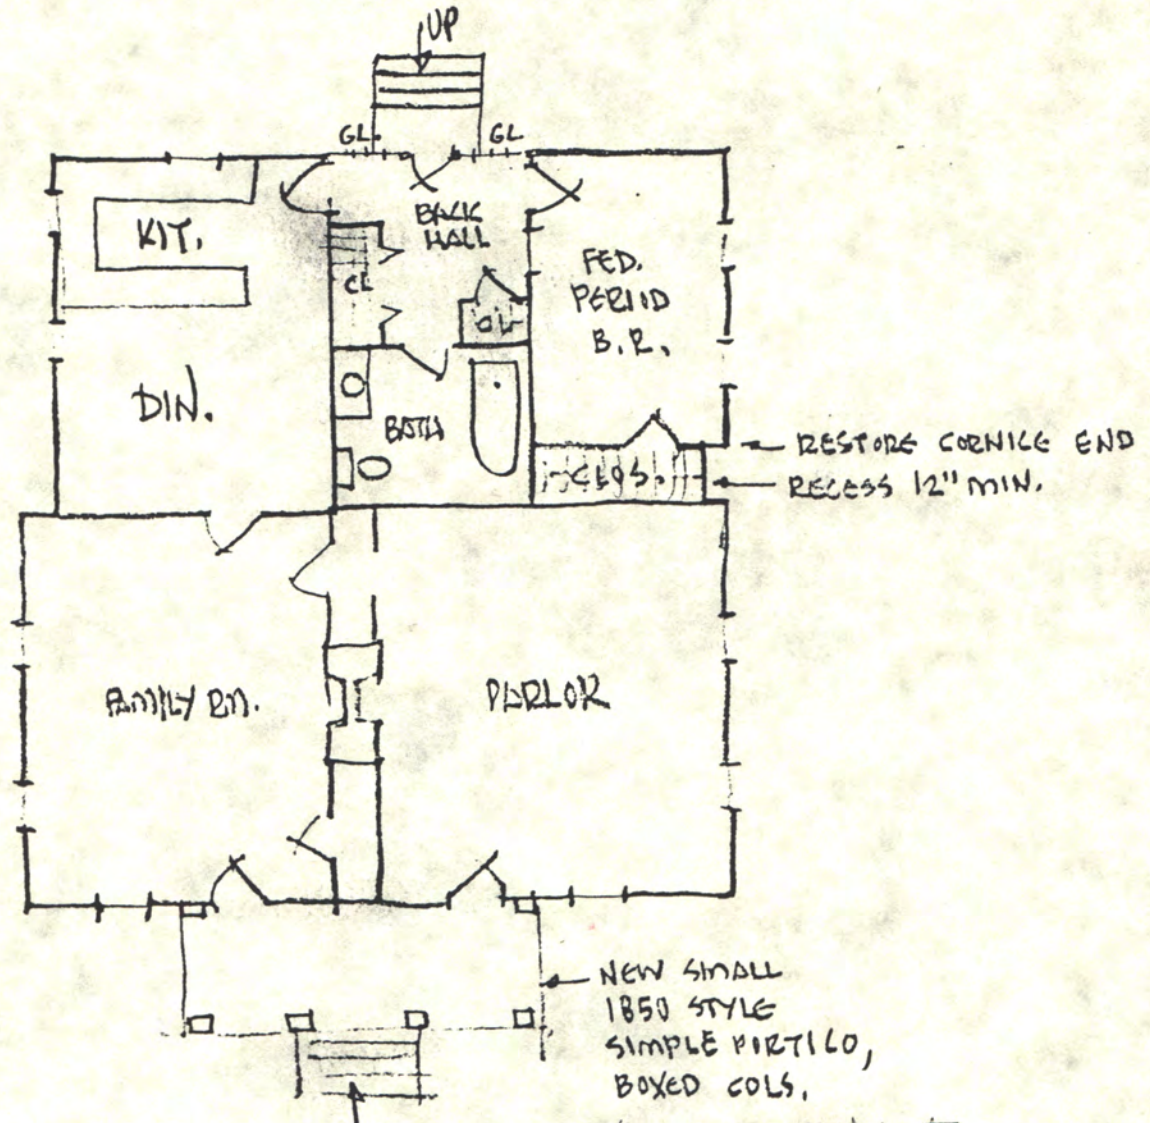 UP
GL.
GL
KIT.
BACK
HALL
CL
CL
FED.
PERIOD
B.R.
DIN.
BATH
CLOS.
RESTORE CORNICE END
RECESS 12" MIN.
FAMILY RM.
PARLOR
NEW SMALL
1850 STYLE
SIMPLE PORTICO,
BOXED COLS.